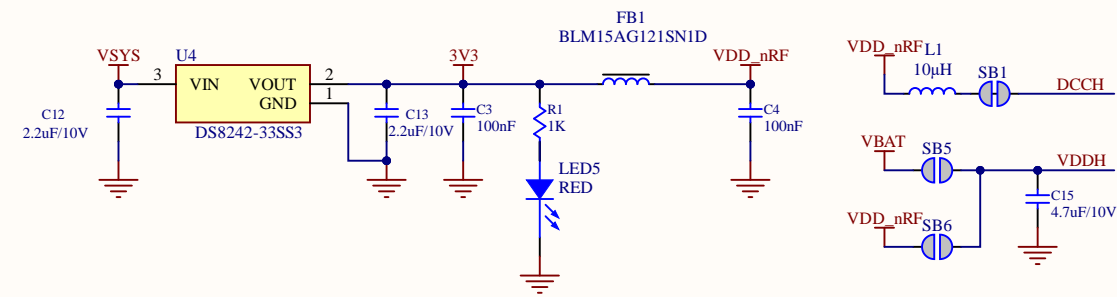 FB1
BLM15AG121SN1D
VSYS
U4
3V3
VDD_nRF
VDD_nRF
L1
10μH
SB1
DCCH
3
VIN
VOUT
2
GND
1
C12
2.2uF/10V
DS8242-33SS3
C13
2.2uF/10V
C3
100nF
R1
1K
C4
100nF
LED5
RED
VBAT
SB5
VDDH
C15
4.7uF/10V
VDD_nRF
SB6